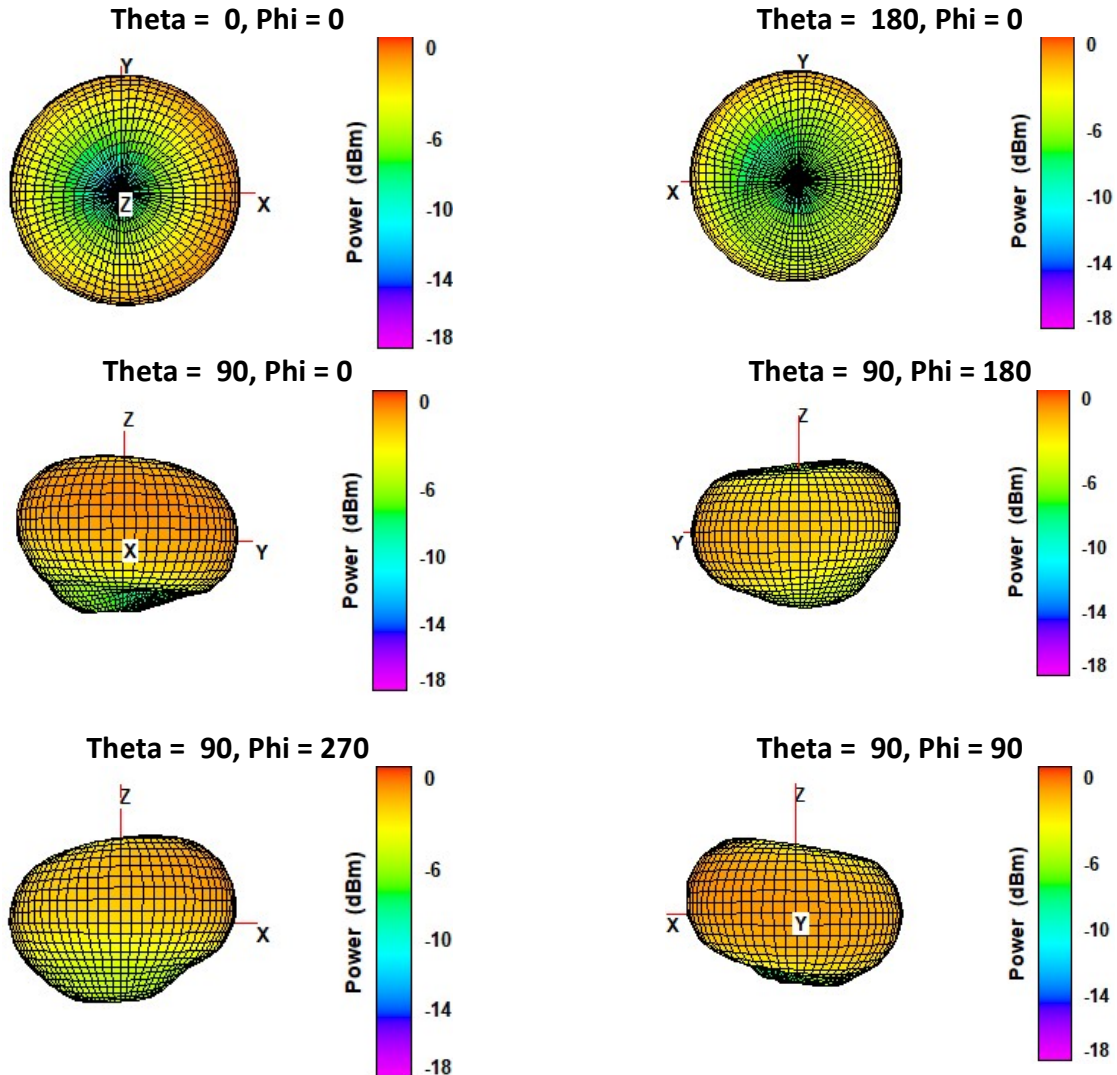 Theta =  0, Phi = 0
Y
Z
X
Power (dBm)
0
-6
-10
-14
-18
Theta =  180, Phi = 0
Y
X
Power (dBm)
0
-6
-10
-14
-18
Theta =  90, Phi = 0
Z
X
Y
Power (dBm)
0
-6
-10
-14
-18
Theta =  90, Phi = 180
Z
Y
Power (dBm)
0
-6
-10
-14
-18
Theta =  90, Phi = 270
Z
X
Power (dBm)
0
-6
-10
-14
-18
Theta =  90, Phi = 90
Z
X
Y
Power (dBm)
0
-6
-10
-14
-18